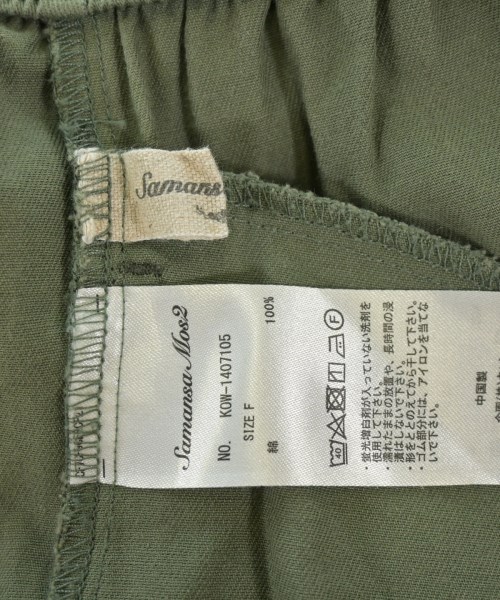 Samansa
Samansa Mos2
NO. KOW-1407105
SIZE F
綿 100%
40 F
・蛍光増白剤が入っていない洗剤を
使用して下さい。
・濡れたままの放置や、長時間の浸
漬はしないで下さい。
・形をととのえてから干して下さい。
・ゴム部分には、アイロンを当てな
いで下さい。
中国製